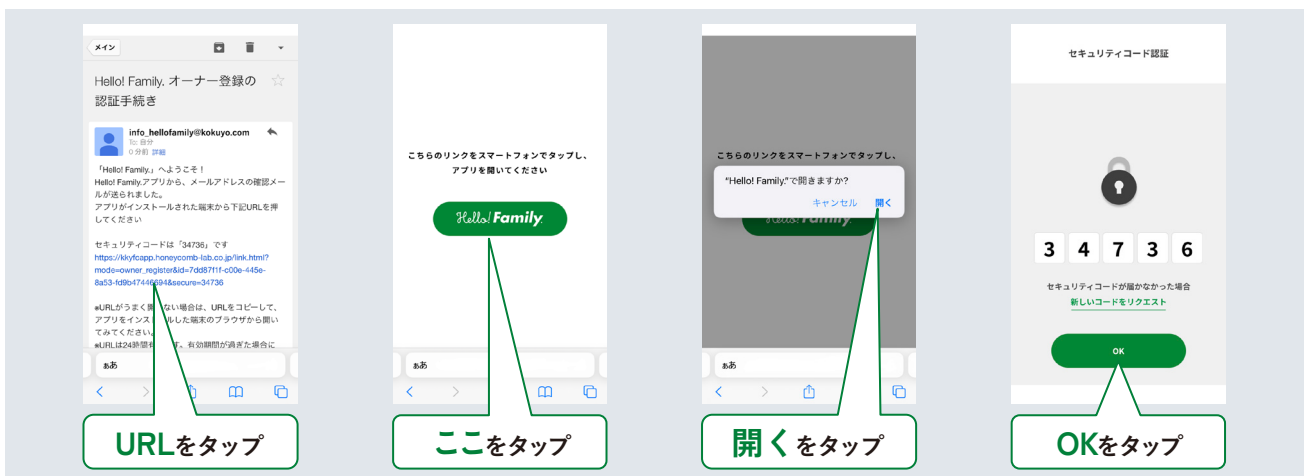 メイン
Hello! Family. オーナー登録の
認証手続き
info_hellofamily@kokuyo.com
To: 自分
0 分前 詳細
「Hello! Family.」へようこそ！
Hello! Family.アプリから、メールアドレスの確認メー
ルが送られました。
アプリがインストールされた端末から下記URLを押
してください
セキュリティコードは「34736」です
https://kkyfcapp.honeycomb-lab.co.jp/link.html?
mode=owner_register&id=7dd87f1f-c00e-445e-
8a53-fd9b47446694&secure=34736
※URLがうまく ない場合は、URLをコピーして、
アプリをインス ルした端末のブラウザから開い
てみてください。
※URLは24時間有 す。有効期間が過ぎた場合に
ぁあ
URLをタップ
こちらのリンクをスマートフォンでタップし、
アプリを開いてください
Hello! Family.
ぁあ
ここをタップ
こちらのリンクをスマートフォンでタップし、
"Hello! Family."で開きますか?
キャンセル 開く
Hello! Family.
ぁあ
開くをタップ
セキュリティコード認証
3 4 7 3 6
セキュリティコードが届かなかった場合
新しいコードをリクエスト
OK
OKをタップ